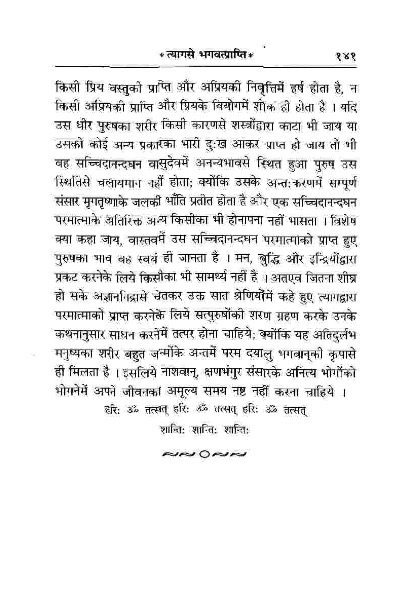 * त्यागसे भगवत्प्राप्ति *
१४१
किसी प्रिय वस्तुकी प्राप्ति और अप्रियकी निवृत्तिमें हर्ष होता है, न
किसी अप्रियकी प्राप्ति और प्रियके वियोगमें शोक ही होता है । यदि
उस धीर पुरुषका शरीर किसी कारणसे शस्त्रोंद्वारा काटा भी जाय या
उसको कोई अन्य प्रकारका भारी दुःख आकर प्राप्त हो जाय तो भी
वह सच्चिदानन्दघन वासुदेवमें अनन्यभावसे स्थित हुआ पुरुष उस
स्थितिसे चलायमान नहीं होता; क्योंकि उसके अन्तःकरणमें सम्पूर्ण
संसार मृगतृष्णाके जलकी भाँति प्रतीत होता है और एक सच्चिदानन्दघन
परमात्माके अतिरिक्त अन्य किसीका भी होनापना नहीं भासता । विशेष
क्या कहा जाय, वास्तवमें उस सच्चिदानन्दघन परमात्माको प्राप्त हुए
पुरुषका भाव वह स्वयं ही जानता है । मन, बुद्धि और इन्द्रियोंद्वारा
प्रकट करनेके लिये किसीका भी सामर्थ्य नहीं है । अतएव जितना शीघ्र
हो सके अज्ञाननिद्रासे चेतकर उक्त सात श्रेणियोंमें कहे हुए त्यागद्वारा
परमात्माको प्राप्त करनेके लिये सत्पुरुषोंकी शरण ग्रहण करके उनके
कथनानुसार साधन करनेमें तत्पर होना चाहिये; क्योंकि यह अतिदुर्लभ
मनुष्यका शरीर बहुत जन्मोंके अन्तमें परम दयालु भगवान्‌की कृपासे
ही मिलता है । इसलिये नाशवान्, क्षणभंगुर संसारके अनित्य भोगोंको
भोगनेमें अपने जीवनका अमूल्य समय नष्ट नहीं करना चाहिये ।
हरिः ॐ तत्सत् हरिः ॐ तत्सत् हरिः ॐ तत्सत्
शान्तिः शान्तिः शान्तिः